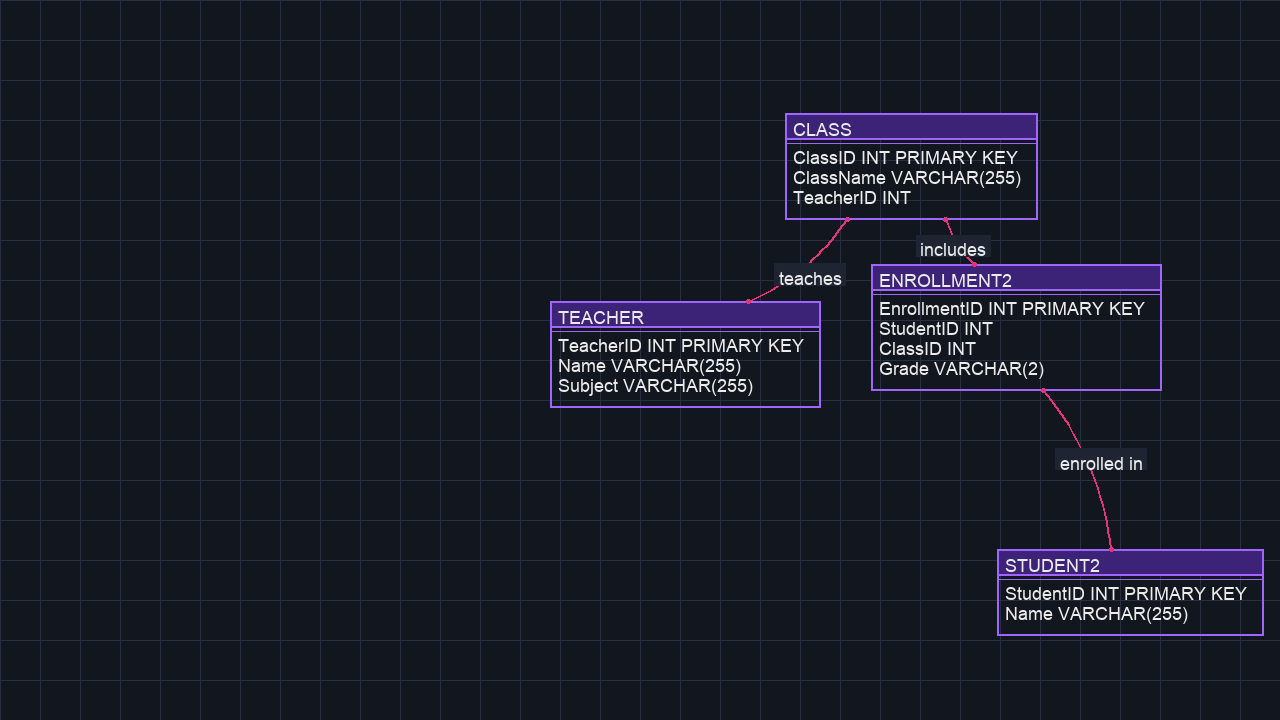 CLASS
ClassID INT PRIMARY KEY
ClassName VARCHAR(255)
TeacherID INT
teaches
includes
TEACHER
TeacherID INT PRIMARY KEY
Name VARCHAR(255)
Subject VARCHAR(255)
ENROLLMENT2
EnrollmentID INT PRIMARY KEY
StudentID INT
ClassID INT
Grade VARCHAR(2)
enrolled in
STUDENT2
StudentID INT PRIMARY KEY
Name VARCHAR(255)